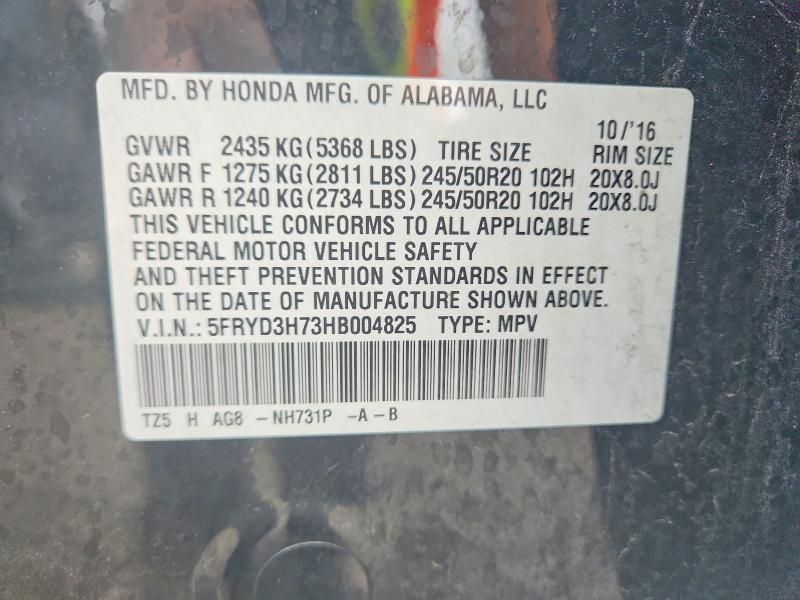 MFD. BY HONDA MFG. OF ALABAMA, LLC
10/'16
GVWR 2435 KG (5368 LBS) TIRE SIZE RIM SIZE
GAWR F 1275 KG (2811 LBS) 245/50R20 102H 20X8.0J
GAWR R 1240 KG (2734 LBS) 245/50R20 102H 20X8.0J
THIS VEHICLE CONFORMS TO ALL APPLICABLE
FEDERAL MOTOR VEHICLE SAFETY
AND THEFT PREVENTION STANDARDS IN EFFECT
ON THE DATE OF MANUFACTURE SHOWN ABOVE.
V.I.N.: 5FRYD3H73HB004825 TYPE: MPV
TZ5 H AG8 -NH731P -A-B